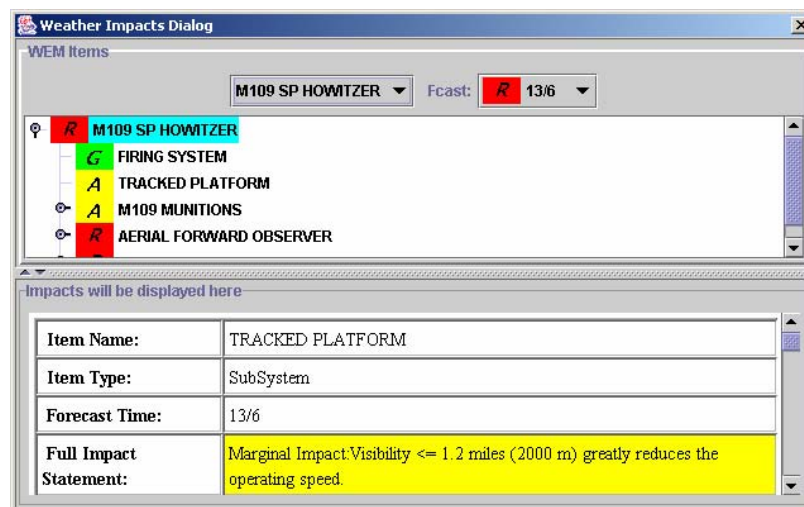 Weather Impacts Dialog
WEM Items
M109 SP HOWITZER Fcast: R 13/6
R M109 SP HOWITZER
G FIRING SYSTEM
A TRACKED PLATFORM
A M109 MUNITIONS
R AERIAL FORWARD OBSERVER
Impacts will be displayed here
Item Name: TRACKED PLATFORM
Item Type: SubSystem
Forecast Time: 13/6
Full Impact Statement: Marginal Impact:Visibility <= 1.2 miles (2000 m) greatly reduces the
operating speed.